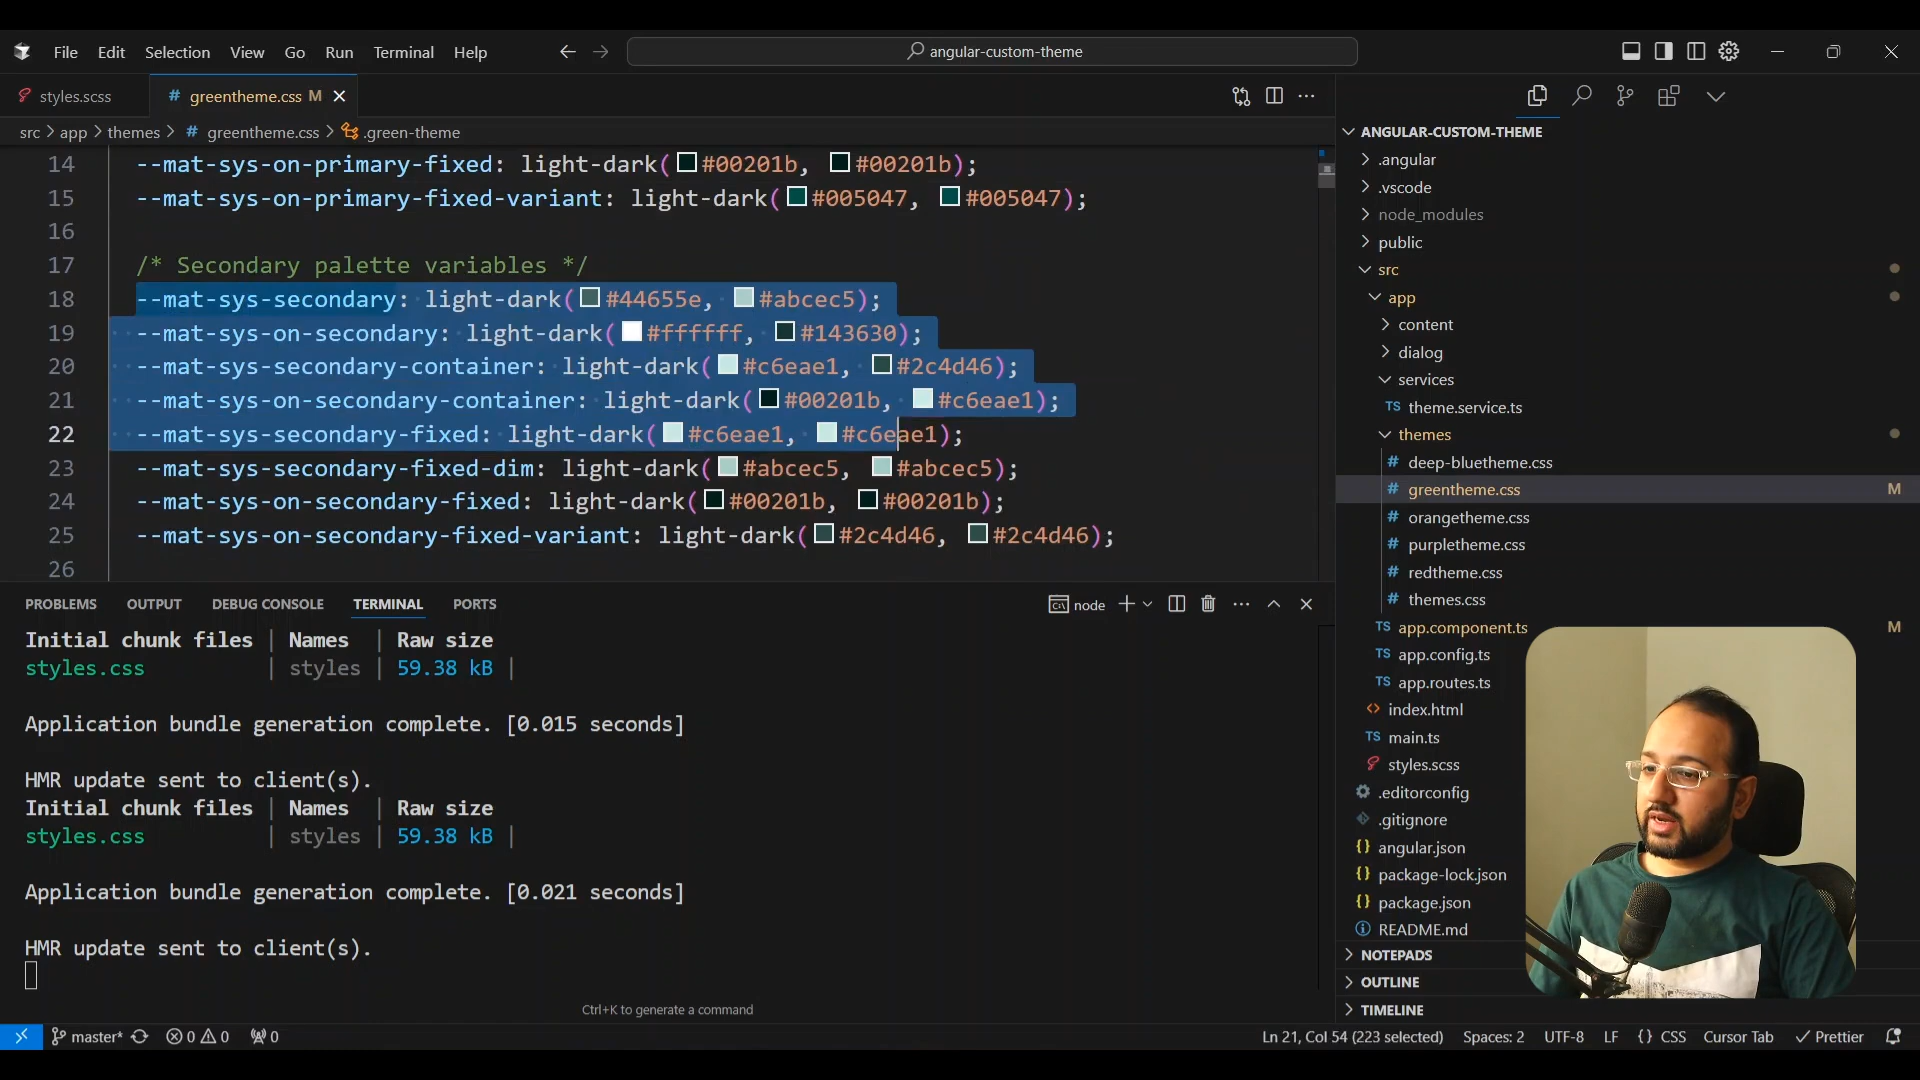 File Edit Selection View Go Run Terminal Help
angular-custom-theme
styles.scss
# greentheme.css M
src > app > themes > # greentheme.css > .green-theme
14 --mat-sys-on-primary-fixed: light-dark(#00201b, #00201b);
15 --mat-sys-on-primary-fixed-variant: light-dark(#005047, #005047);
16
17 /* Secondary palette variables */
18 --mat-sys-secondary: light-dark(#44655e, #abcec5);
19 --mat-sys-on-secondary: light-dark(#ffffff, #143630);
20 --mat-sys-secondary-container: light-dark(#c6eae1, #2c4d46);
21 --mat-sys-on-secondary-container: light-dark(#00201b, #c6eae1);
22 --mat-sys-secondary-fixed: light-dark(#c6eae1, #c6eae1);
23 --mat-sys-secondary-fixed-dim: light-dark(#abcec5, #abcec5);
24 --mat-sys-on-secondary-fixed: light-dark(#00201b, #00201b);
25 --mat-sys-on-secondary-fixed-variant: light-dark(#2c4d46, #2c4d46);
26
PROBLEMS OUTPUT DEBUG CONSOLE TERMINAL PORTS
node
Initial chunk files | Names | Raw size
styles.css | styles | 59.38 kB |
Application bundle generation complete. [0.015 seconds]
HMR update sent to client(s).
Initial chunk files | Names | Raw size
styles.css | styles | 59.38 kB |
Application bundle generation complete. [0.021 seconds]
HMR update sent to client(s).
Ctrl+K to generate a command
ANGULAR-CUSTOM-THEME
.angular
.vscode
node_modules
public
src
app
content
dialog
services
TS theme.service.ts
themes
# deep-bluetheme.css
# greentheme.css M
# orangetheme.css
# purpletheme.css
# redtheme.css
# themes.css
TS app.component.ts M
TS app.config.ts
TS app.routes.ts
<> index.html
TS main.ts
styles.scss
.editorconfig
.gitignore
{} angular.json
{} package-lock.json
{} package.json
README.md
NOTEPADS
OUTLINE
TIMELINE
master* 0 0 0
Ln 21, Col 54 (223 selected) Spaces: 2 UTF-8 LF {} CSS Cursor Tab Prettier